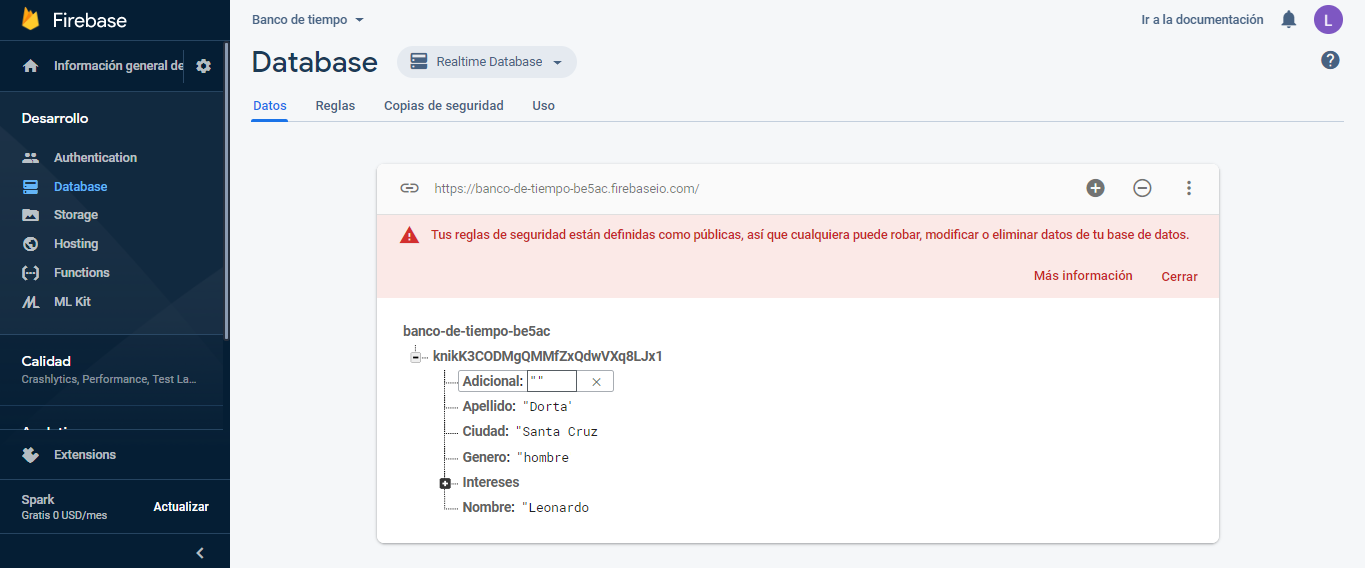 Firebase
Información general de
Desarrollo
Authentication
Database
Storage
Hosting
Functions
ML Kit
Calidad
Crashlytics, Performance, Test La...
Extensions
Spark
Gratis 0 USD/mes
Actualizar
Banco de tiempo
Ir a la documentación
L
Database
Realtime Database
Datos Reglas Copias de seguridad Uso
https://banco-de-tiempo-be5ac.firebaseio.com/
Tus reglas de seguridad están definidas como públicas, así que cualquiera puede robar, modificar o eliminar datos de tu base de datos.
Más información Cerrar
banco-de-tiempo-be5ac
knikK3CODMgQMMfZxQdwVXq8LJx1
Adicional: ""
Apellido: "Dorta'
Ciudad: "Santa Cruz
Genero: "hombre
Intereses
Nombre: "Leonardo